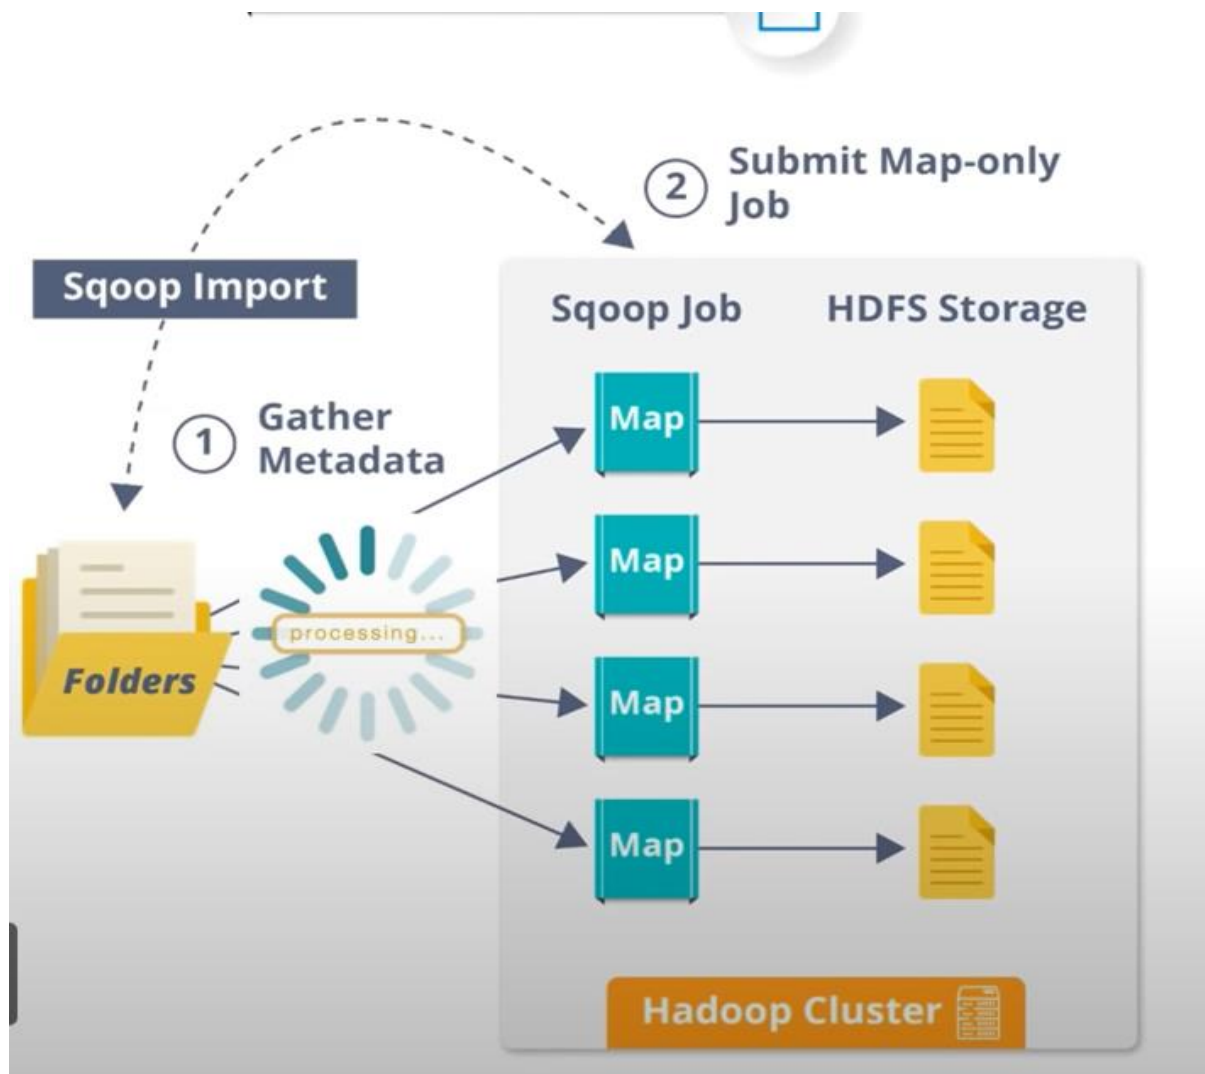 2 Submit Map-only
Job
Sqoop Import
Sqoop Job HDFS Storage
1 Gather
Metadata
Map
Map
Map
Map
processing...
Folders
Hadoop Cluster